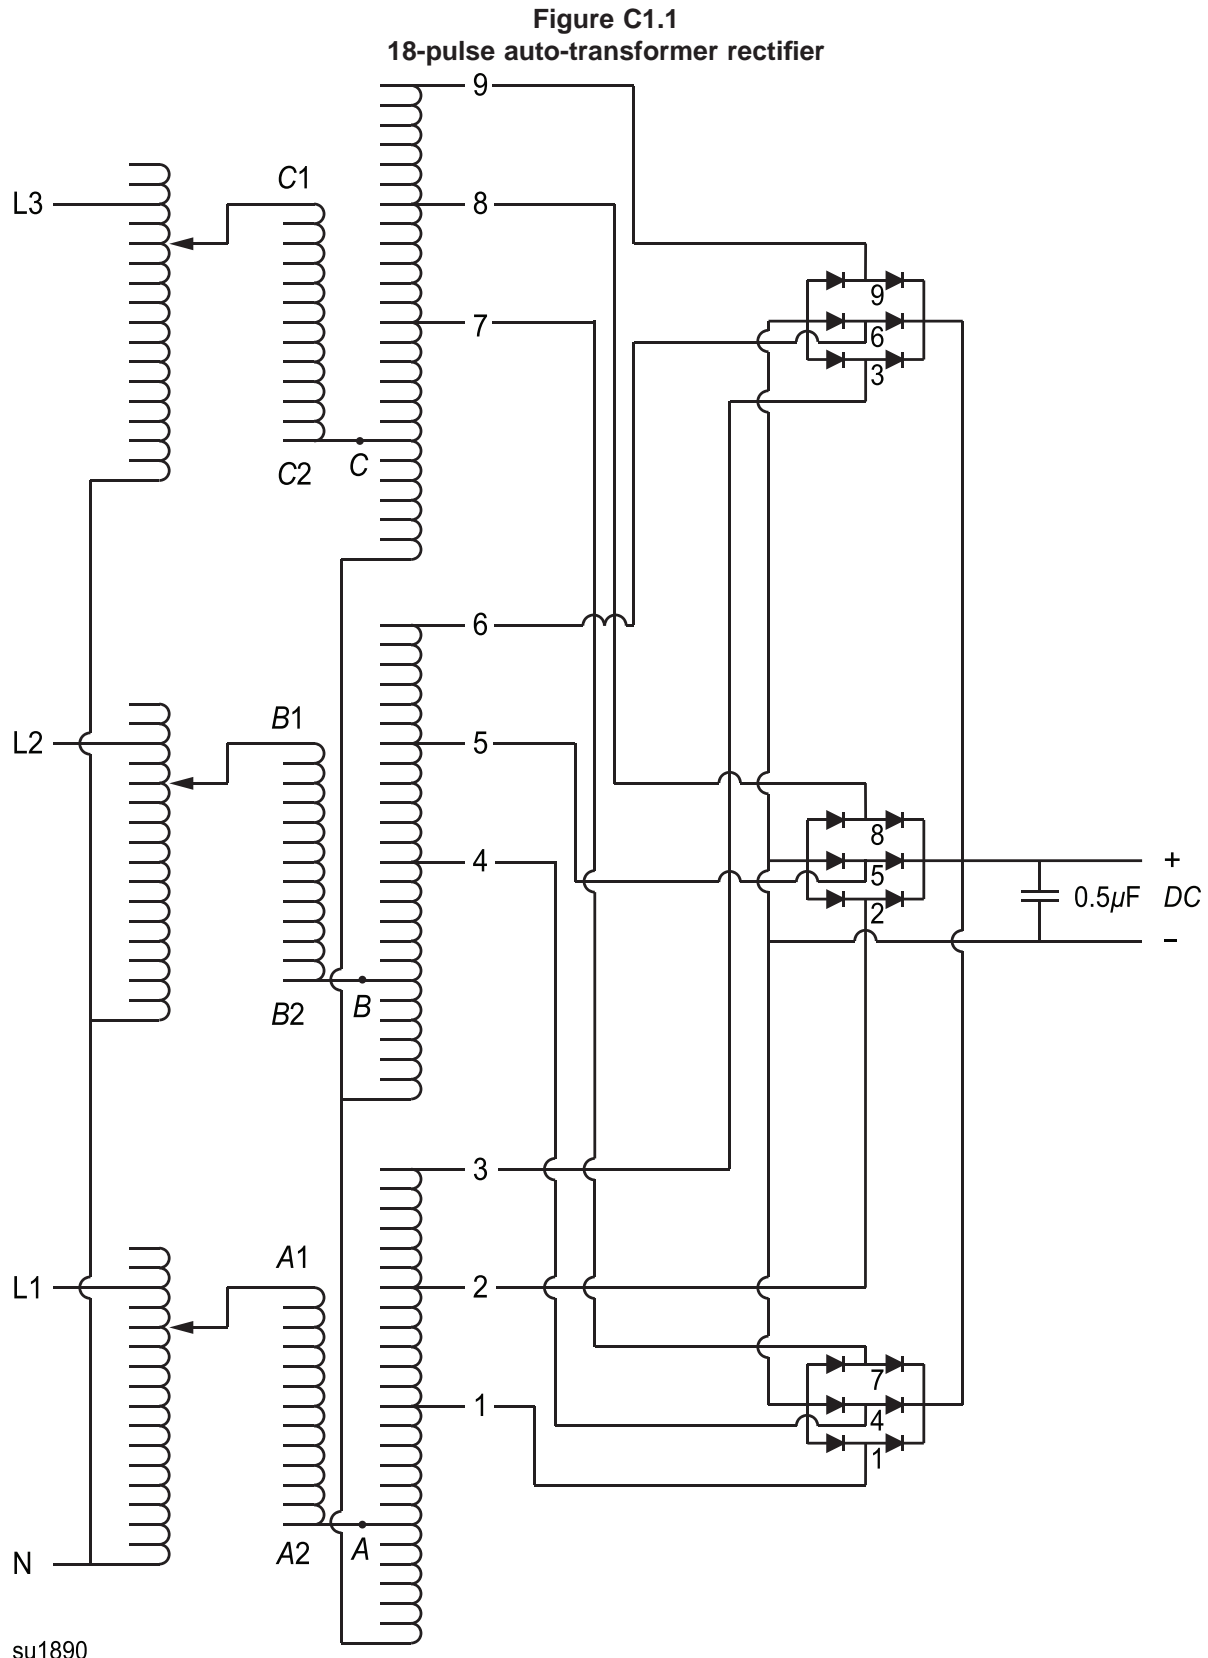 Figure C1.1
18-pulse auto-transformer rectifier
9
C1
L3
8
9
7
6
3
C2
C
6
B1
L2
5
8
4
+
5
0.5µF
DC
2
−
B2
B
3
A1
L1
2
7
1
4
1
A2
A
N
su1890